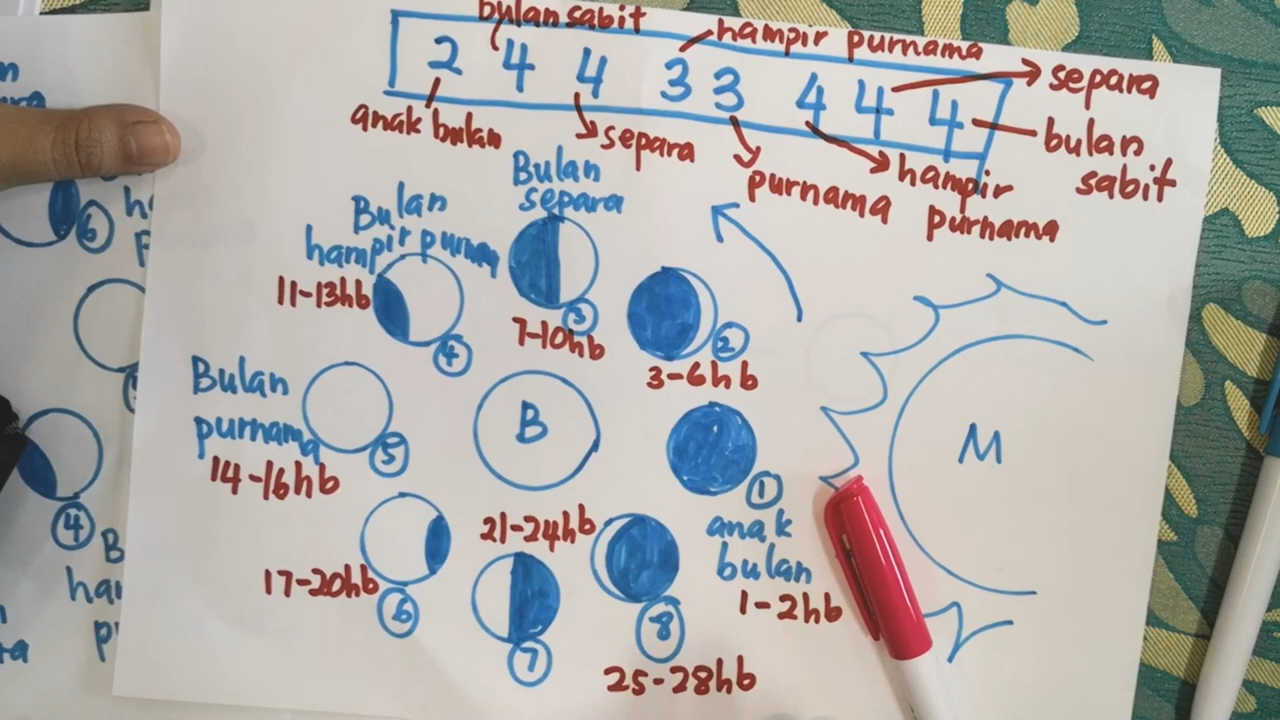 bulan sabit
hampir purnama
2 4 4 3 3 4 4 4
separa
anak bulan
separa
purnama
hampir
purnama
bulan
sabit
Bulan
separa
3
7-10hb
Bulan
hampir purnama
11-13hb
4
2
3-6hb
Bulan
purnama
5
14-16hb
B
M
1
anak
bulan
1-2hb
17-20hb
6
21-24hb
7
8
25-28hb
6
4